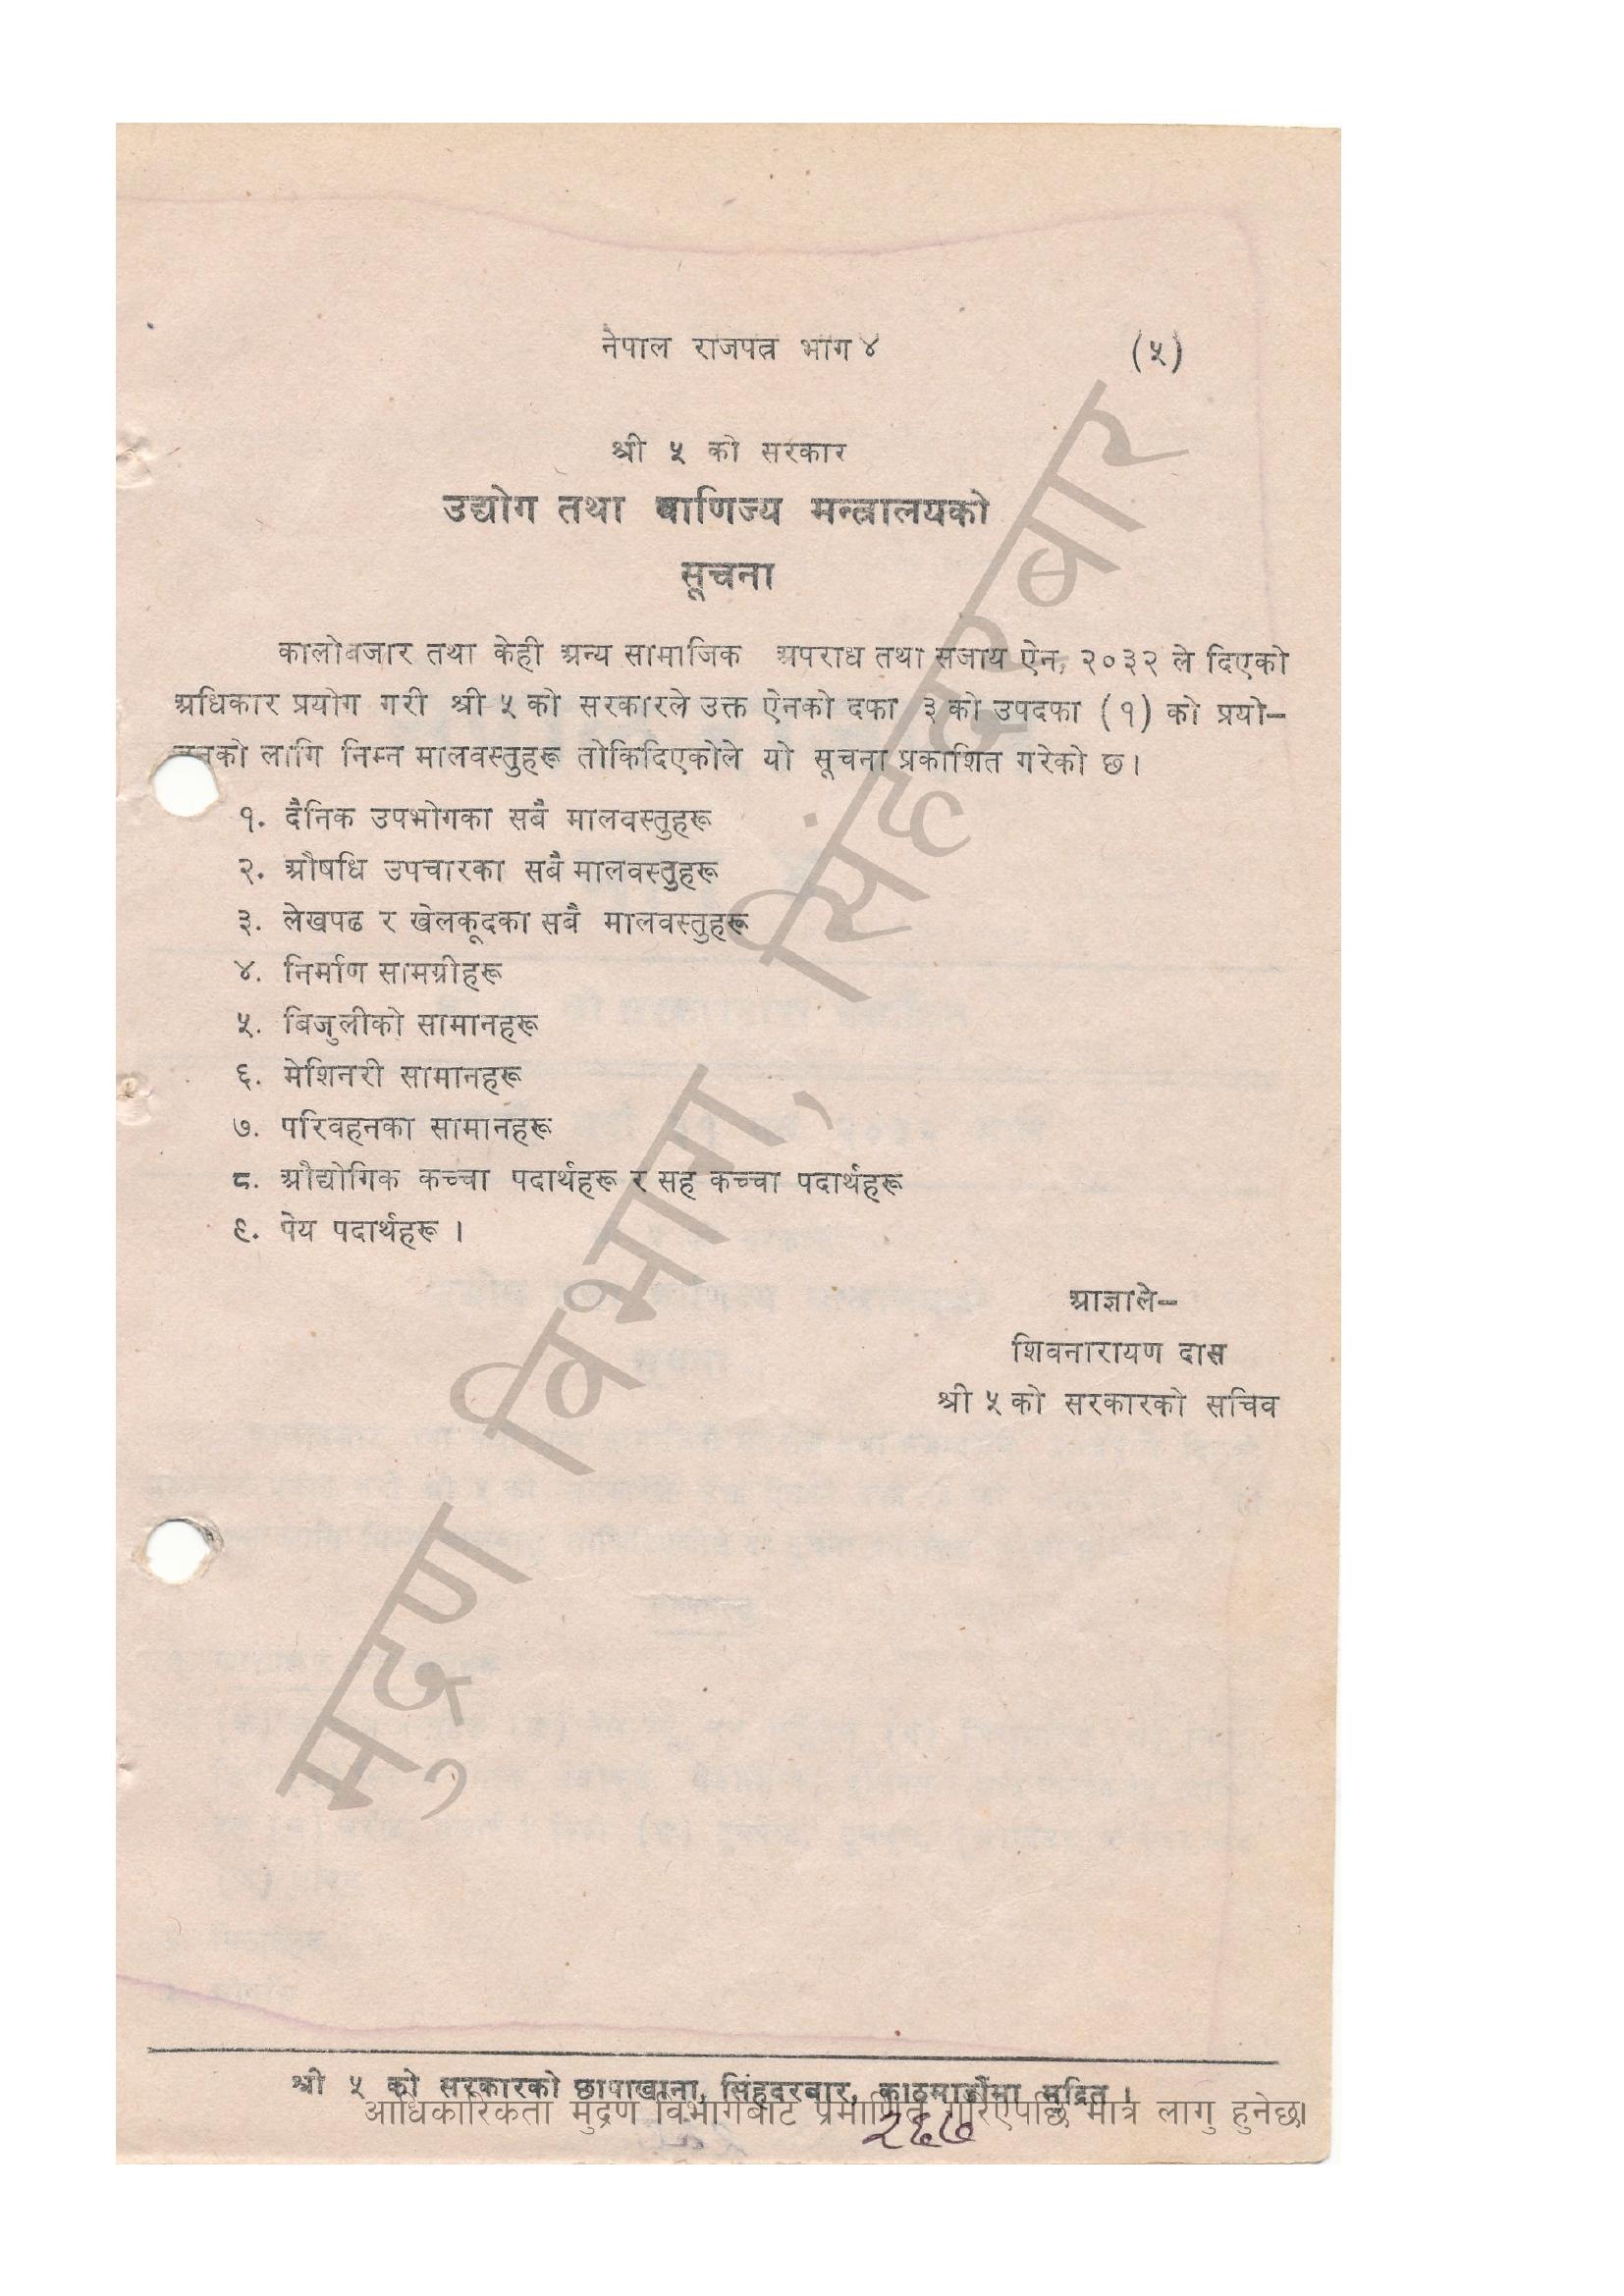 नेपाल राजपत्र भाग ४ (५)
श्री ५ को सरकार
उद्योग तथा वाणिज्य मन्त्रालयको
सूचना
कालोबजार तथा केही अन्य सामाजिक अपराध तथा सजाय ऐन, २०३२ ले दिएको
अधिकार प्रयोग गरी श्री ५ को सरकारले उक्त ऐनको दफा ३ को उपदफा (१) को प्रयो–
जनको लागि निम्न मालवस्तुहरू तोकिदिएकोले यो सूचना प्रकाशित गरेको छ।
१. दैनिक उपभोगका सबै मालवस्तुहरू
२. औषधि उपचारका सबै मालवस्तुहरू
३. लेखपढ र खेलकूदका सबै मालवस्तुहरू
४. निर्माण सामग्रीहरू
५. बिजुलीको सामानहरू
६. मेशिनरी सामानहरू
७. परिवहनका सामानहरू
८. औद्योगिक कच्चा पदार्थहरू र सह कच्चा पदार्थहरू
९. पेय पदार्थहरू ।
आज्ञाले–
शिवनारायण दास
श्री ५ को सरकारको सचिव
मुद्रण विभाग, सिंहदरबार
श्री ५ को सरकारको छापाखाना, सिंहदरबार, काठमाडौंमा मुद्रित ।
आधिकारिकता मुद्रण विभागबाट प्रमाणित गरिएपछि मात्र लागु हुनेछ।
२६७